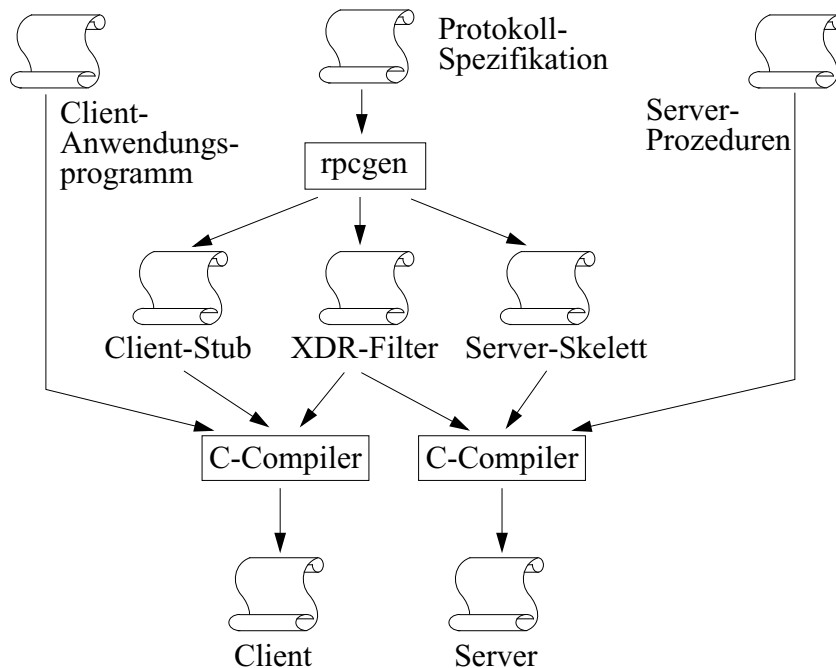 Protokoll-
Spezifikation
Client-
Anwendungs-
programm
Server-
Prozeduren
rpcgen
Client-Stub
XDR-Filter
Server-Skelett
C-Compiler
C-Compiler
Client
Server